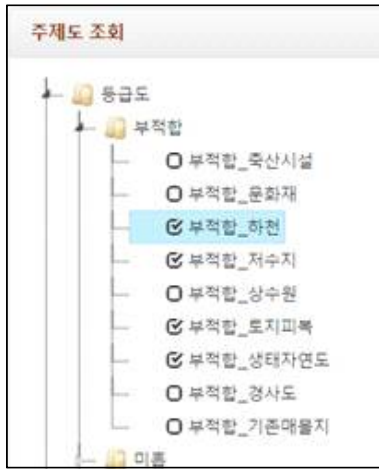 주제도 조회
등급도
부적합
부적합_축산시설
부적합_문화재
부적합_하천
부적합_저수지
부적합_상수원
부적합_토지피복
부적합_생태자연도
부적합_경사도
부적합_기존매몰지
미흡